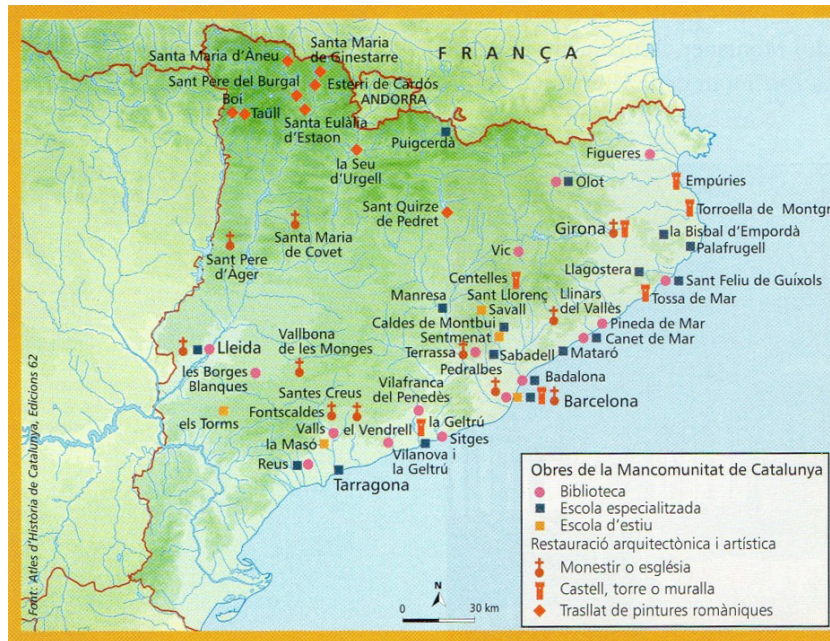 FRANÇA
Santa Maria d'Àneu
Santa Maria
de Ginestarre
Sant Pere del Burgal
Esterri de Cardós
Boí
Taüll
ANDORRA
Santa Eulàlia
d'Estaon
Puigcerdà
la Seu
d'Urgell
Figueres
Olot
Empúries
Sant Quirze
de Pedret
Torroella de Montgr
Girona
la Bisbal d'Empordà
Palafrugell
Santa Maria
de Covet
Sant Pere
d'Àger
Vic
Llagostera
Centelles
Sant Feliu de Guíxols
Manresa
Sant Llorenç
Savall
Llinars
del Vallès
Tossa de Mar
Caldes de Montbui
Sentmenat
Pineda de Mar
Canet de Mar
Lleida
Vallbona
de les Monges
Terrassa
Sabadell
Mataró
les Borges
Blanques
Pedralbes
Badalona
Santes Creus
Vilafranca
del Penedès
Barcelona
els Torms
Fontscaldes
Valls
el Vendrell
la Geltrú
la Masó
Sitges
Vilanova i
la Geltrú
Reus
Tarragona
Obres de la Mancomunitat de Catalunya
Biblioteca
Escola especialitzada
Escola d'estiu
Restauració arquitectònica i artística
Monestir o església
Castell, torre o muralla
Trasllat de pintures romàniques
N
0 30 km
Font: Atles d'Història de Catalunya, Edicions 62